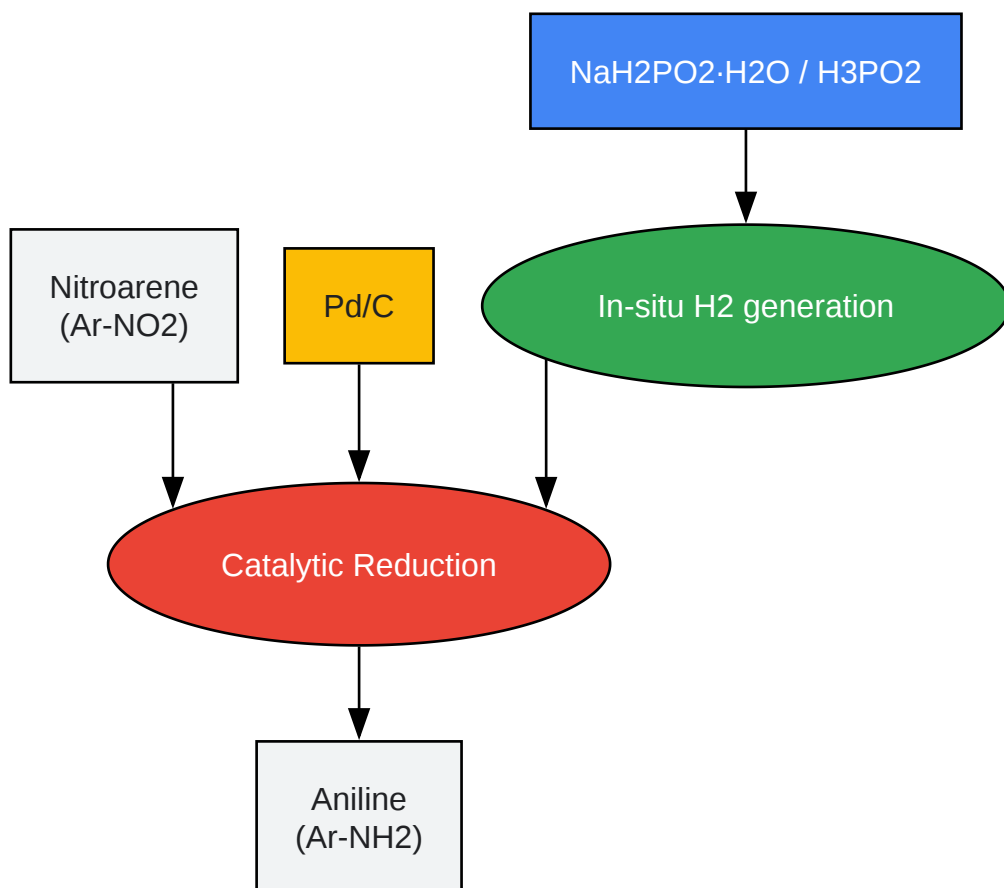 NaH2PO2·H2O / H3PO2
Nitroarene
(Ar-NO2)
Pd/C
In-situ H2 generation
Catalytic Reduction
Aniline
(Ar-NH2)